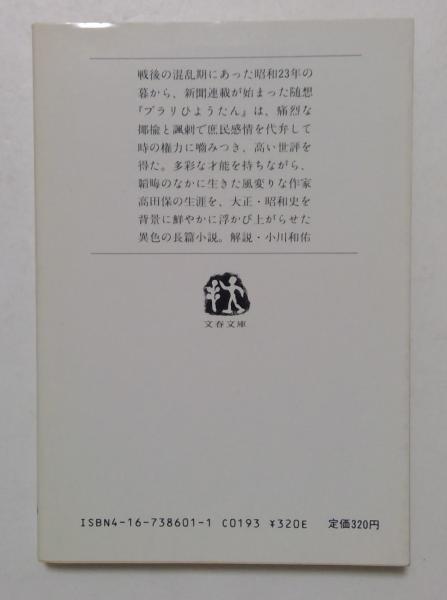 戦後の混乱期にあった昭和23年の
暮から、新聞連載が始まった随想
『ブラリひょうたん』は、痛烈な
揶揄と諷刺で庶民感情を代弁して
時の権力に嚙みつき、高い世評を
得た。多彩な才能を持ちながら、
韜晦のなかに生きた風変りな作家
高田保の生涯を、大正・昭和史を
背景に鮮やかに浮かび上がらせた
異色の長篇小説。解説・小川和佑
文春文庫
ISBN4-16-738601-1 C0193 ¥320E 定価320円